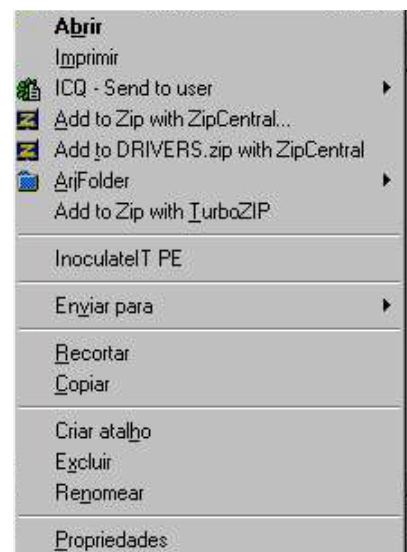 Abrir
Imprimir
ICQ - Send to user
Add to Zip with ZipCentral...
Add to DRIVERS.zip with ZipCentral
ArjFolder
Add to Zip with TurboZIP
InoculateIT PE
Enviar para
Recortar
Copiar
Criar atalho
Excluir
Renomear
Propriedades